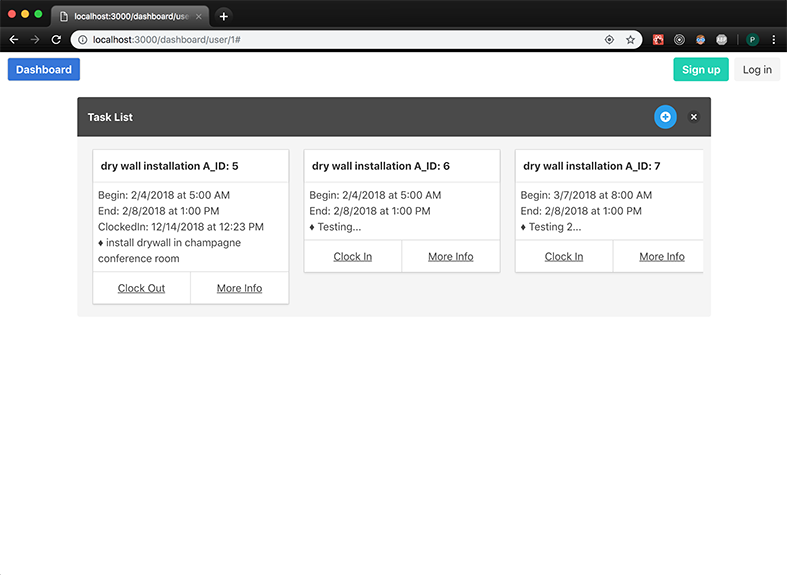 localhost:3000/dashboard/use
localhost:3000/dashboard/user/1#
P
Dashboard
Sign up
Log in
Task List
dry wall installation A_ID: 5
Begin: 2/4/2018 at 5:00 AM
End: 2/8/2018 at 1:00 PM
ClockedIn: 12/14/2018 at 12:23 PM
♦ install drywall in champagne
conference room
Clock Out
More Info
dry wall installation A_ID: 6
Begin: 2/4/2018 at 5:00 AM
End: 2/8/2018 at 1:00 PM
♦ Testing...
Clock In
More Info
dry wall installation A_ID: 7
Begin: 3/7/2018 at 8:00 AM
End: 2/8/2018 at 1:00 PM
♦ Testing 2...
Clock In
More Info